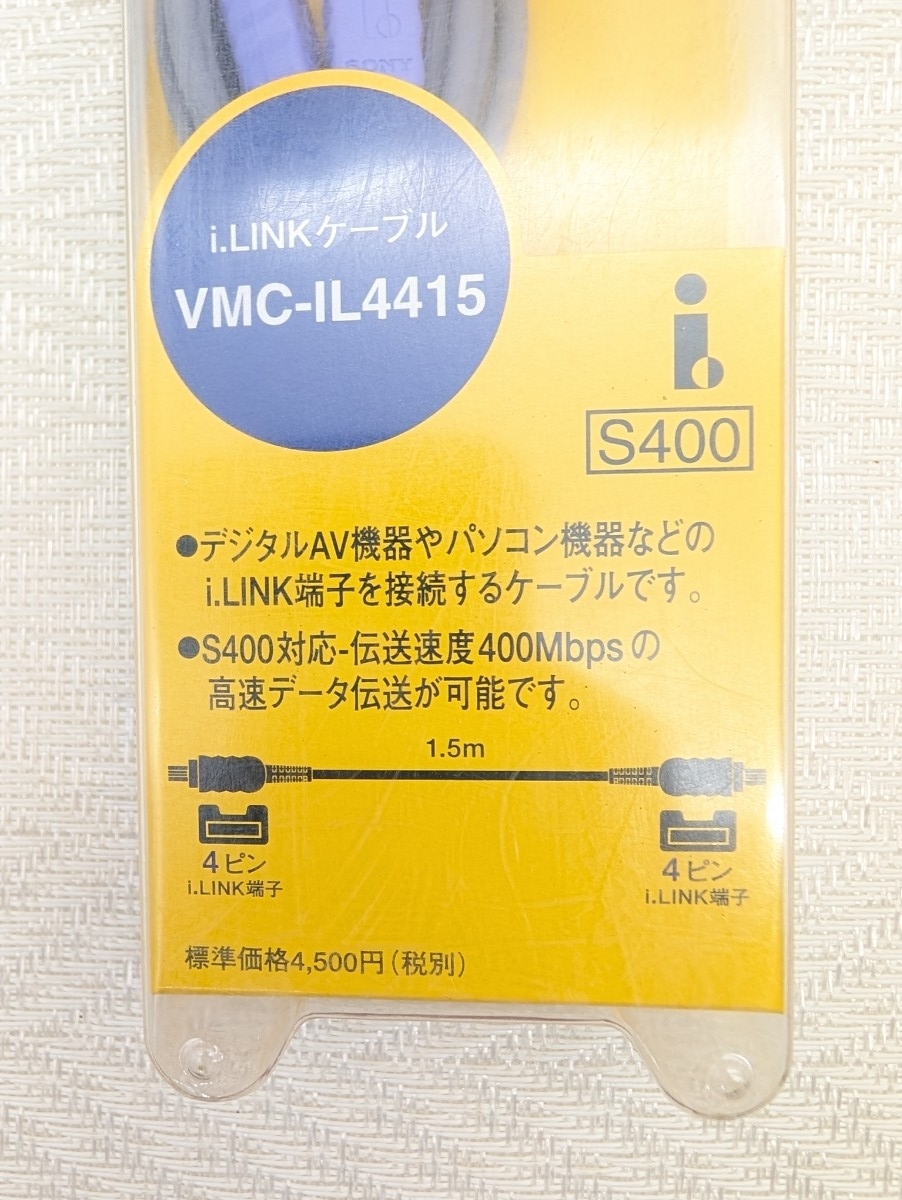 SONY
i.LINKケーブル
VMC-IL4415
S400
●デジタルAV機器やパソコン機器などの
i.LINK端子を接続するケーブルです。
●S400対応-伝送速度400Mbpsの
高速データ伝送が可能です。
1.5m
4ピン
i.LINK端子
4ピン
i.LINK端子
標準価格4,500円(税別)